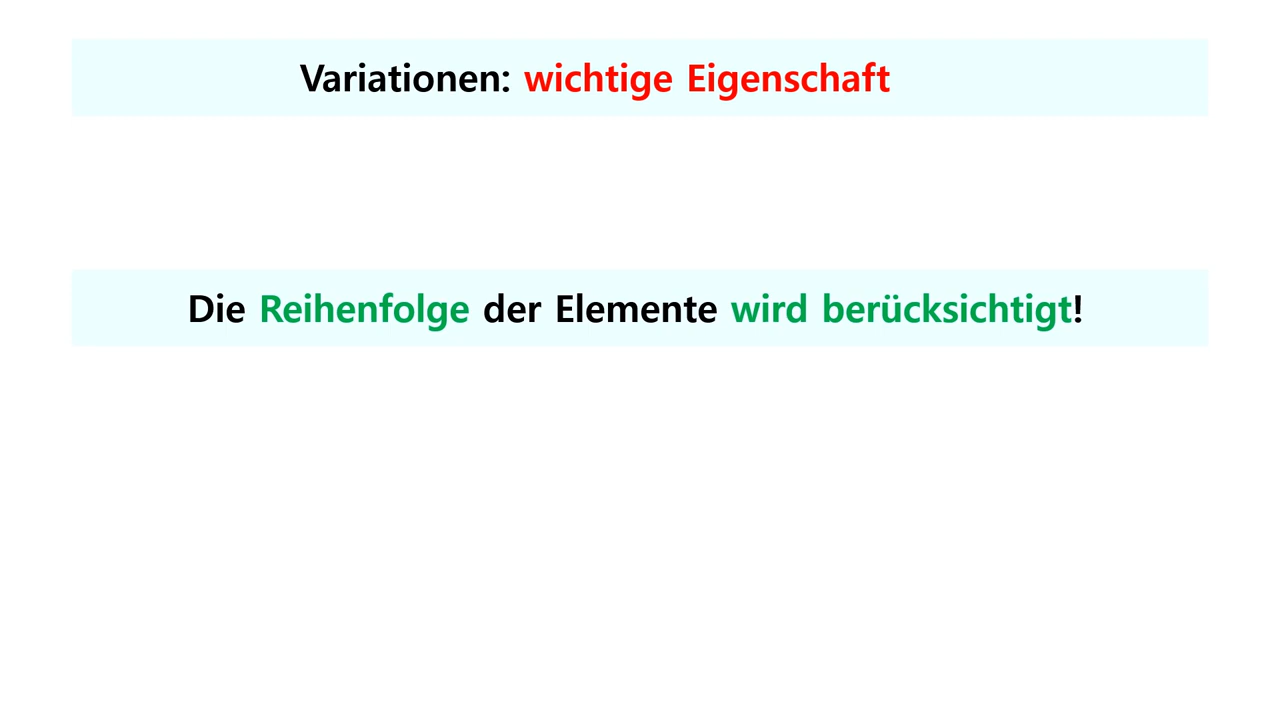 Variationen: wichtige Eigenschaft
Die Reihenfolge der Elemente wird berücksichtigt!